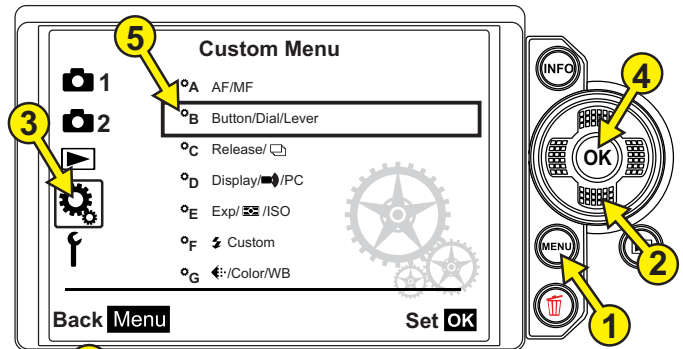 Custom Menu
5
INFO
1
A AF/MF
4
2
B Button/Dial/Lever
OK
3
C Release/
D Display/ /PC
E Exp/ /ISO
F Custom
MENU
2
G /Color/WB
1
Back Menu
Set OK